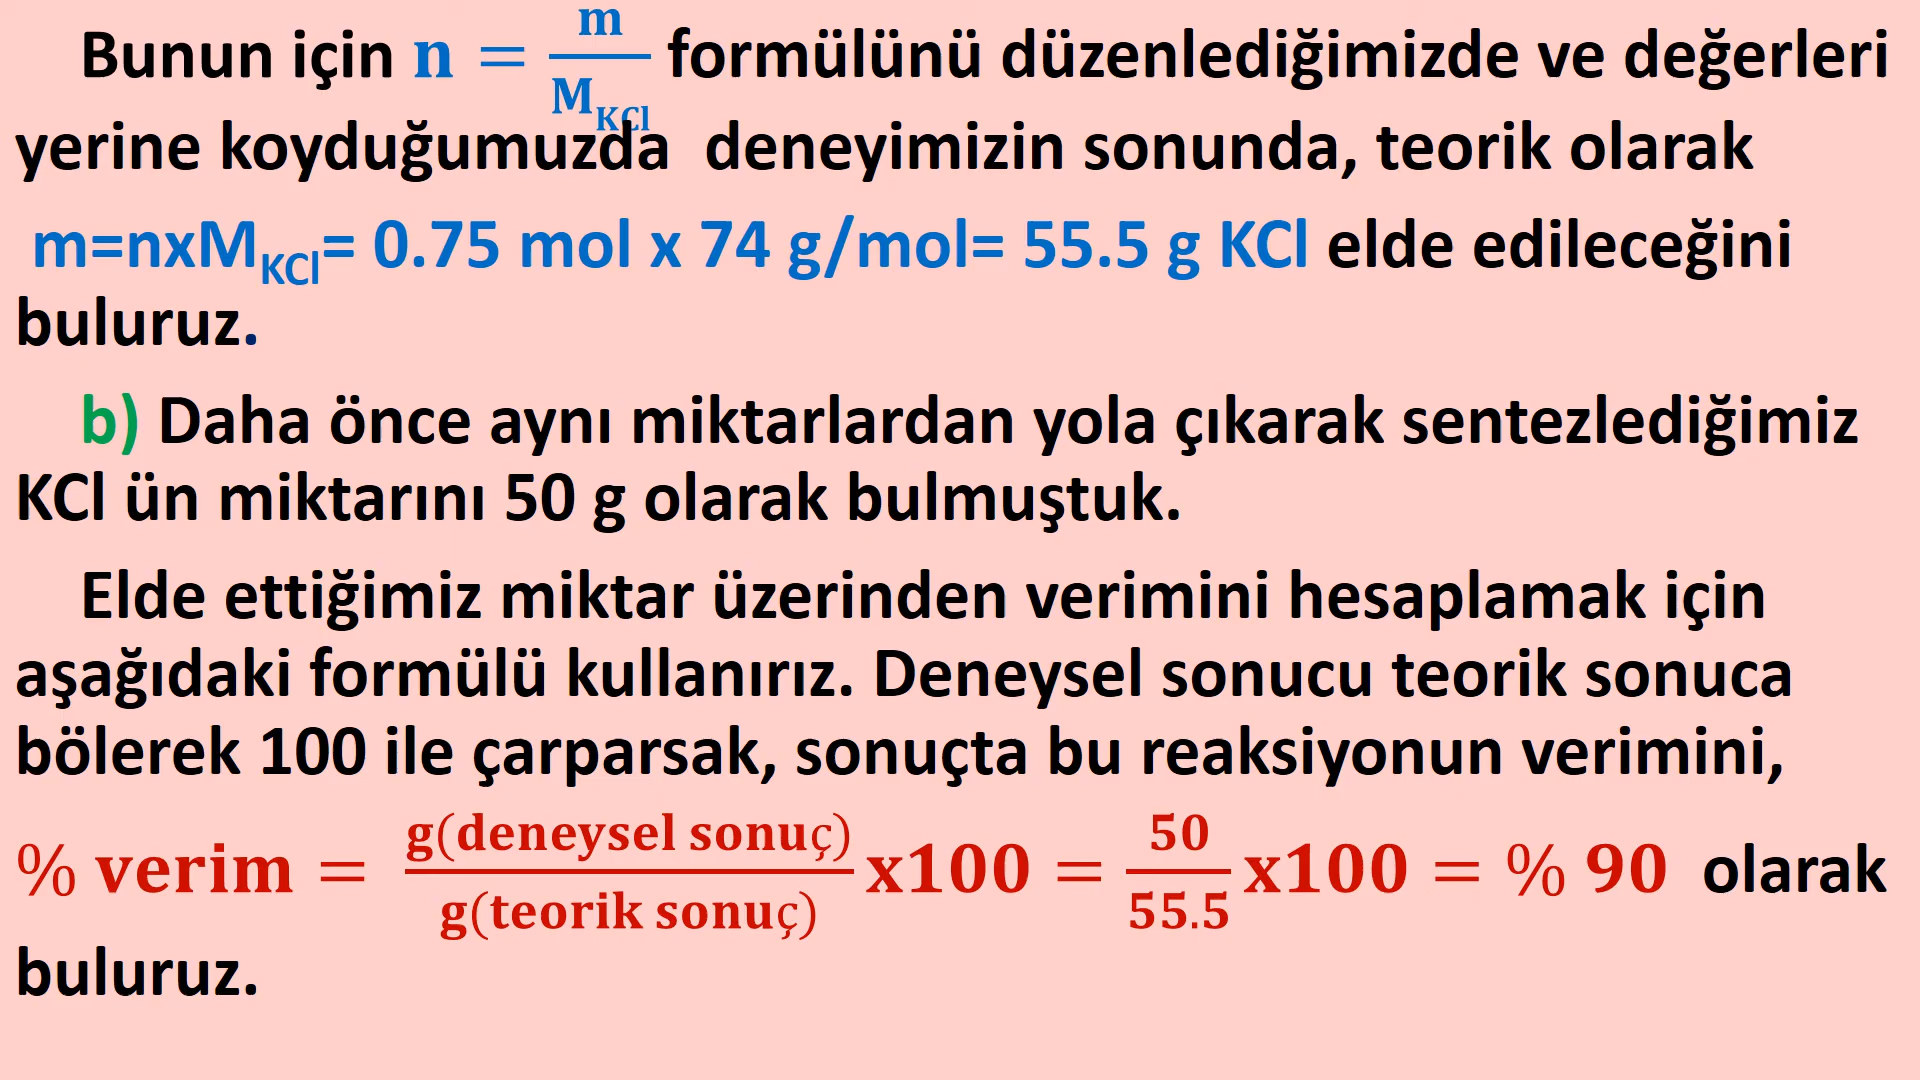 Bunun için n = m/M_KCl formülünü düzenlediğimizde ve değerleri
yerine koyduğumuzda deneyimizin sonunda, teorik olarak
m=nxM_KCl= 0.75 mol x 74 g/mol= 55.5 g KCl elde edileceğini
buluruz.
b) Daha önce aynı miktarlardan yola çıkarak sentezlediğimiz
KCl ün miktarını 50 g olarak bulmuştuk.
Elde ettiğimiz miktar üzerinden verimini hesaplamak için
aşağıdaki formülü kullanırız. Deneysel sonucu teorik sonuca
bölerek 100 ile çarparsak, sonuçta bu reaksiyonun verimini,
% verim = g(deneysel sonuç)/g(teorik sonuç) x100 = 50/55.5 x100 = % 90 olarak
buluruz.